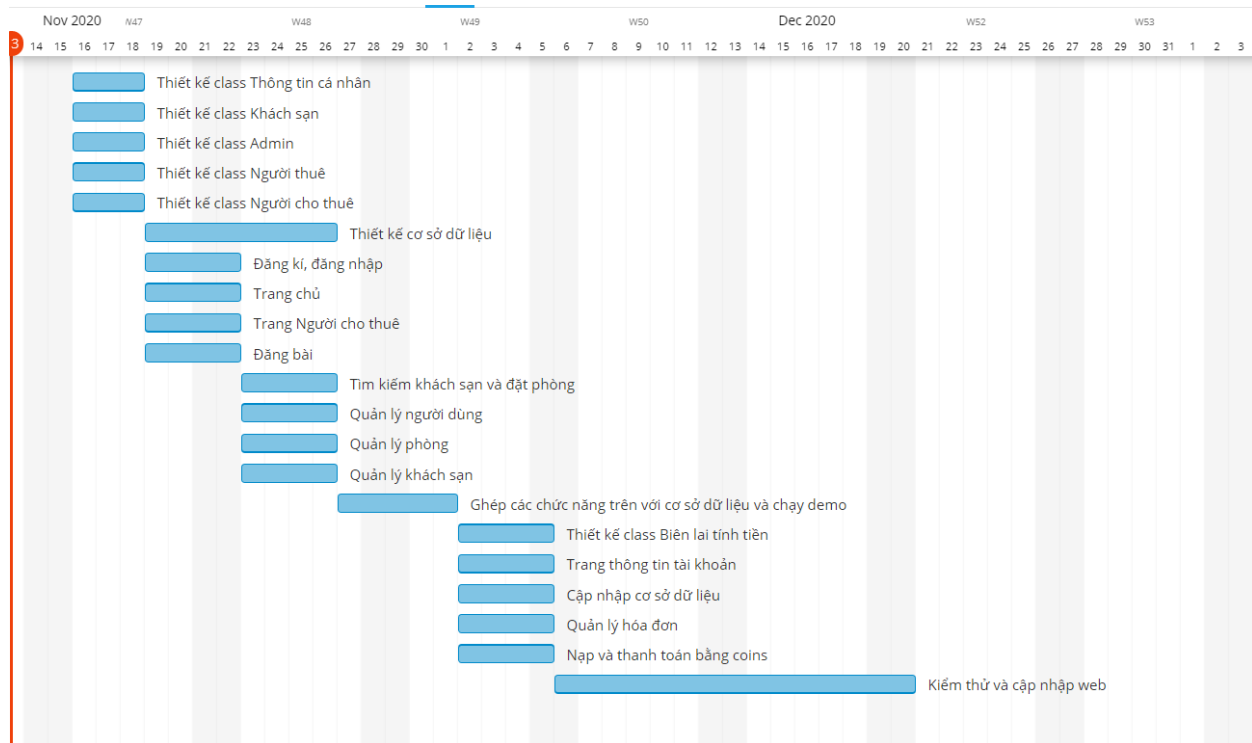 Nov 2020 W47 W48 W49 W50 Dec 2020 W52 W53
3 14 15 16 17 18 19 20 21 22 23 24 25 26 27 28 29 30 1 2 3 4 5 6 7 8 9 10 11 12 13 14 15 16 17 18 19 20 21 22 23 24 25 26 27 28 29 30 31 1 2 3
Thiết kế class Thông tin cá nhân
Thiết kế class Khách sạn
Thiết kế class Admin
Thiết kế class Người thuê
Thiết kế class Người cho thuê
Thiết kế cơ sở dữ liệu
Đăng kí, đăng nhập
Trang chủ
Trang Người cho thuê
Đăng bài
Tìm kiếm khách sạn và đặt phòng
Quản lý người dùng
Quản lý phòng
Quản lý khách sạn
Ghép các chức năng trên với cơ sở dữ liệu và chạy demo
Thiết kế class Biên lai tính tiền
Trang thông tin tài khoản
Cập nhập cơ sở dữ liệu
Quản lý hóa đơn
Nạp và thanh toán bằng coins
Kiểm thử và cập nhập web